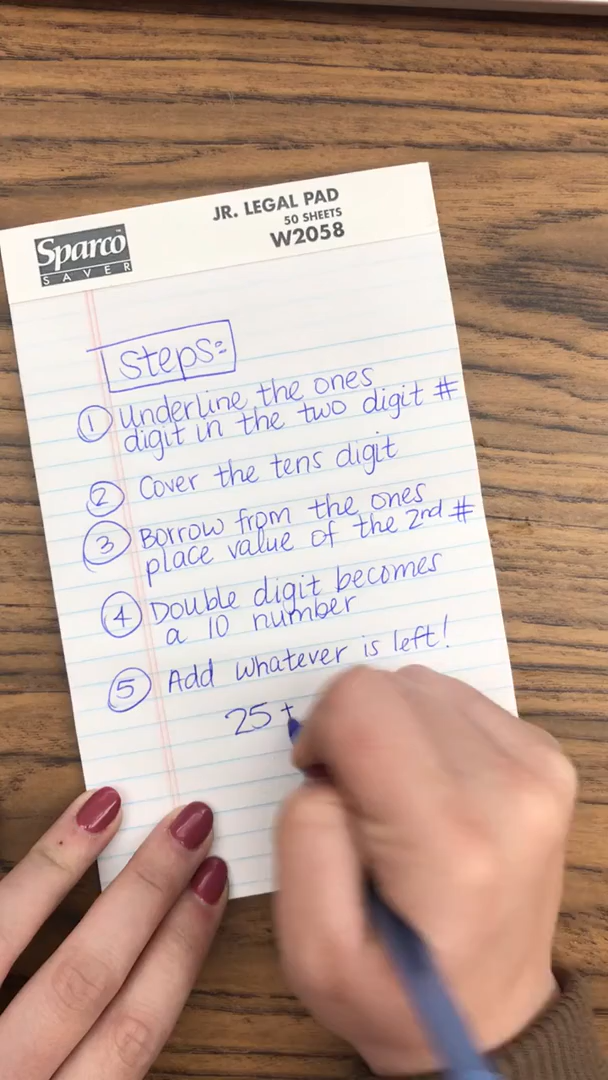 JR. LEGAL PAD
50 SHEETS
W2058
Sparco™
SAVER
Steps:
1 Underline the ones
digit in the two digit #
2 Cover the tens digit
3 Borrow from the ones
place value of the 2nd #
4 Double digit becomes
a 10 number
5 Add whatever is left!
25 +